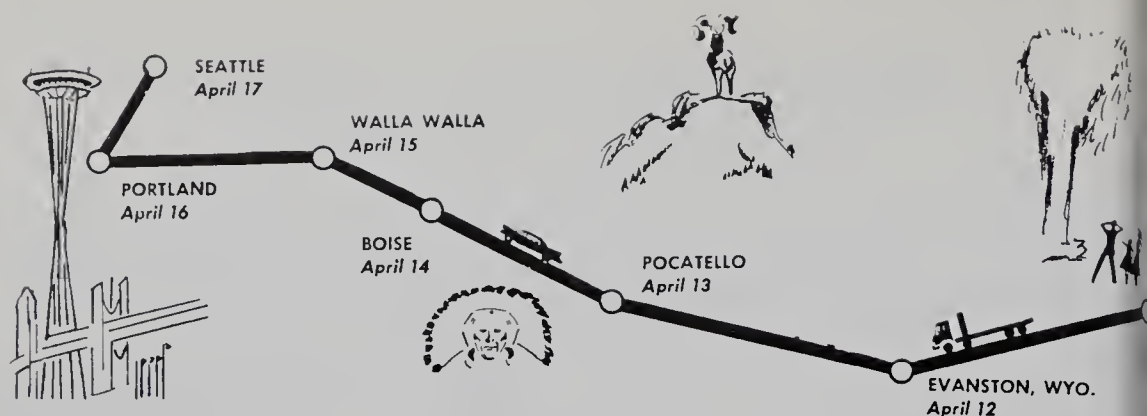 SEATTLE
April 17
WALLA WALLA
April 15
PORTLAND
April 16
BOISE
April 14
POCATELLO
April 13
EVANSTON, WYO.
April 12